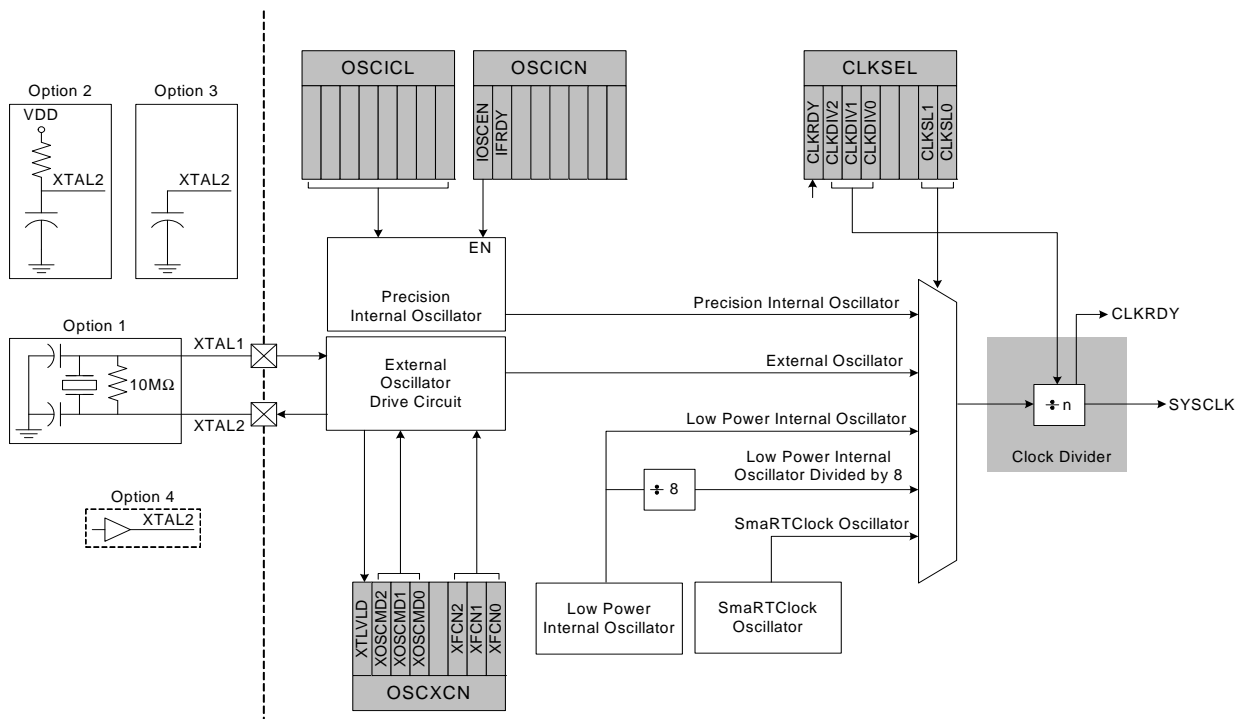 OSCICL
OSCICN
CLKSEL
IOSCEN
IFRDY
CLKRDY
CLKDIV2
CLKDIV1
CLKDIV0
CLKSL1
CLKSL0
Option 2
VDD
XTAL2
Option 3
XTAL2
EN
Precision
Internal Oscillator
Precision Internal Oscillator
CLKRDY
Option 1
10MΩ
XTAL1
XTAL2
External
Oscillator
Drive Circuit
External Oscillator
Low Power Internal Oscillator
Low Power Internal
Oscillator Divided by 8
÷ 8
SmaRTClock Oscillator
÷ n
SYSCLK
Clock Divider
Option 4
XTAL2
Low Power
Internal Oscillator
SmaRTClock
Oscillator
XTLVLD
XOSCMD2
XOSCMD1
XOSCMD0
XFCN2
XFCN1
XFCN0
OSCXCN